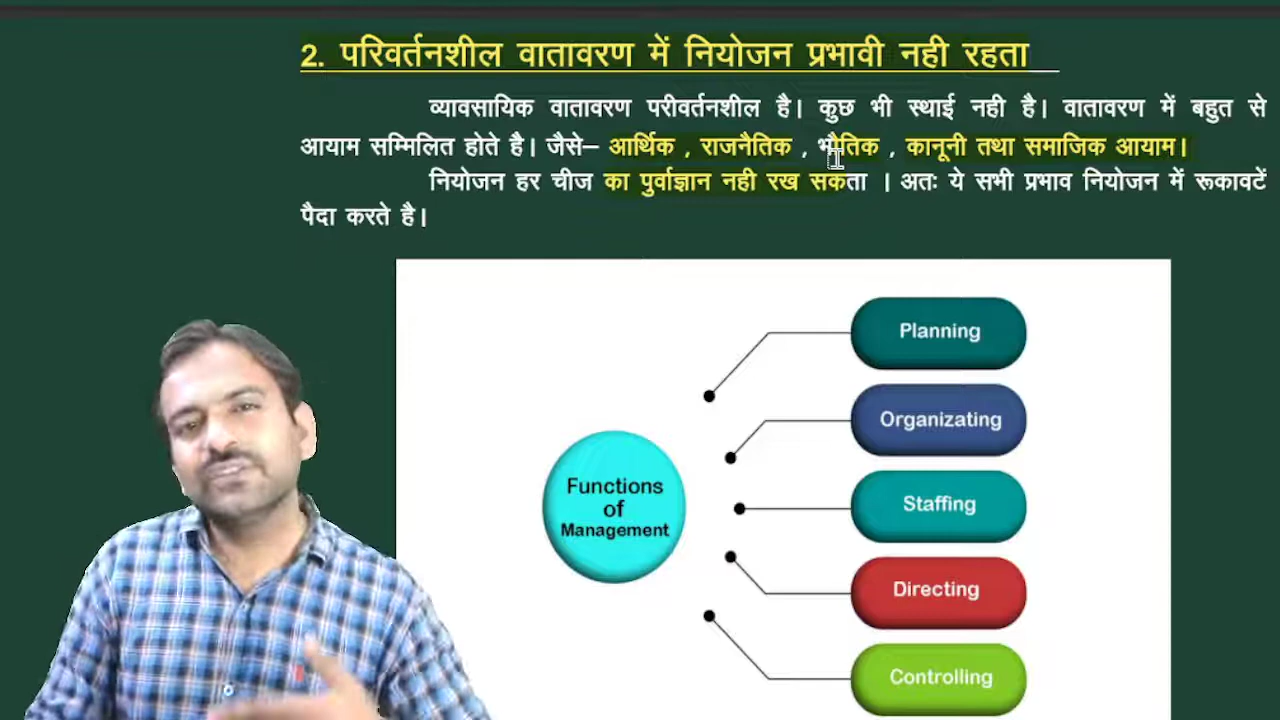 2. परिवर्तनशील वातावरण में नियोजन प्रभावी नही रहता
व्यावसायिक वातावरण परीवर्तनशील है। कुछ भी स्थाई नही है। वातावरण में बहुत से
आयाम सम्मिलित होते है। जैसे– आर्थिक , राजनैतिक , भौतिक , कानूनी तथा समाजिक आयाम।
नियोजन हर चीज का पुर्वाज्ञान नही रख सकता । अतः ये सभी प्रभाव नियोजन में रूकावटें
पैदा करते है।
Functions
of
Management
Planning
Organizating
Staffing
Directing
Controlling